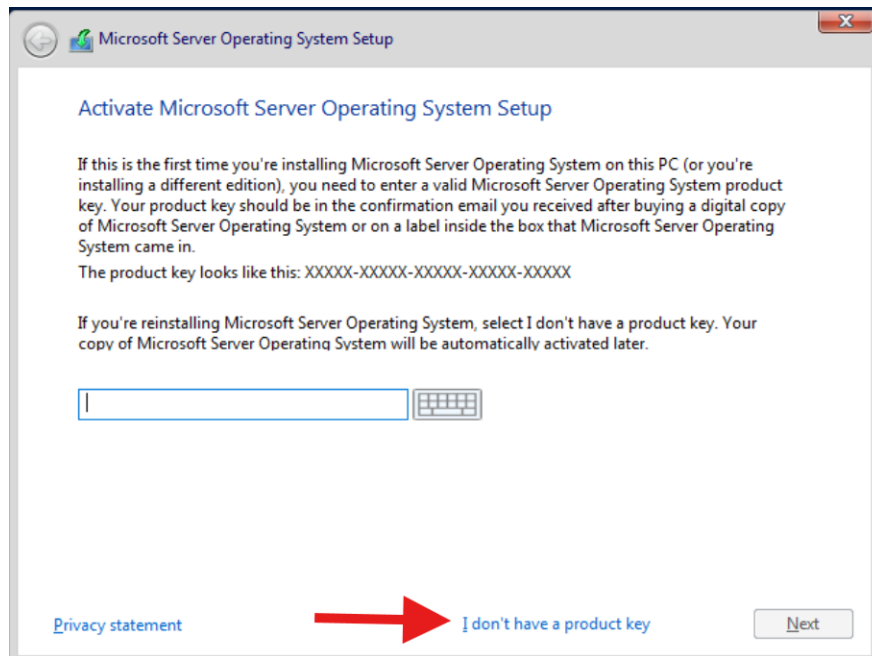 Microsoft Server Operating System Setup
Activate Microsoft Server Operating System Setup
If this is the first time you're installing Microsoft Server Operating System on this PC (or you're
installing a different edition), you need to enter a valid Microsoft Server Operating System product
key. Your product key should be in the confirmation email you received after buying a digital copy
of Microsoft Server Operating System or on a label inside the box that Microsoft Server Operating
System came in.
The product key looks like this: XXXXX-XXXXX-XXXXX-XXXXX-XXXXX
If you're reinstalling Microsoft Server Operating System, select I don't have a product key. Your
copy of Microsoft Server Operating System will be automatically activated later.
Privacy statement
I don't have a product key
Next